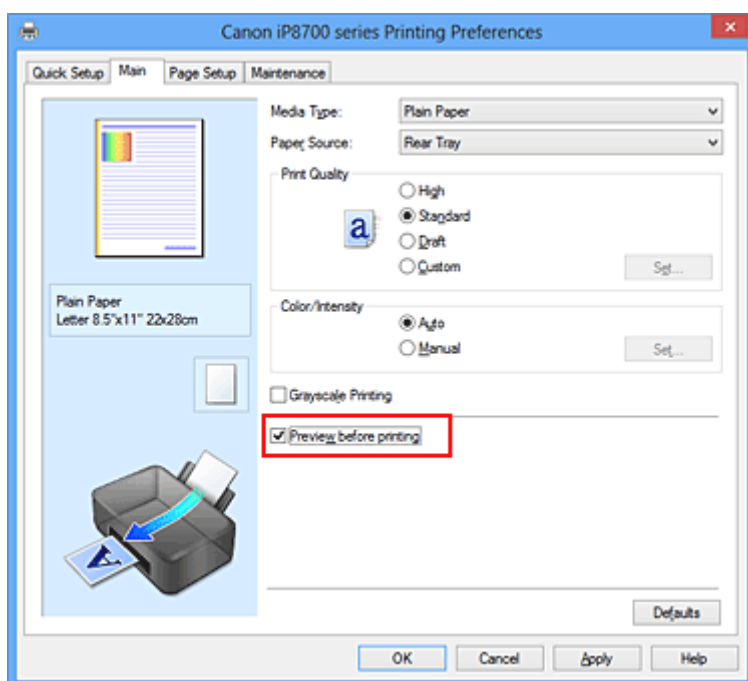 Canon iP8700 series Printing Preferences
Quick Setup Main Page Setup Maintenance
Media Type: Plain Paper
Paper Source: Rear Tray
Print Quality
High
a Standard
Draft
Custom Set...
Plain Paper
Letter 8.5"x11" 22x28cm
Color/Intensity
Auto
Manual Set...
Grayscale Printing
Preview before printing
A
Defaults
OK Cancel Apply Help